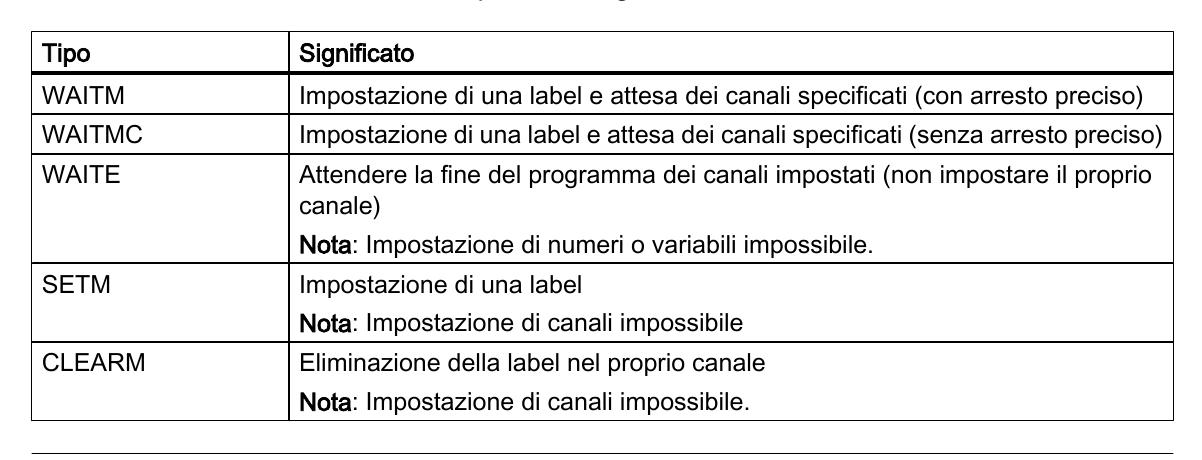 Tipo Significato
WAITM Impostazione di una label e attesa dei canali specificati (con arresto preciso)
WAITMC Impostazione di una label e attesa dei canali specificati (senza arresto preciso)
WAITE Attendere la fine del programma dei canali impostati (non impostare il proprio
canale)
Nota: Impostazione di numeri o variabili impossibile.
SETM Impostazione di una label
Nota: Impostazione di canali impossibile
CLEARM Eliminazione della label nel proprio canale
Nota: Impostazione di canali impossibile.